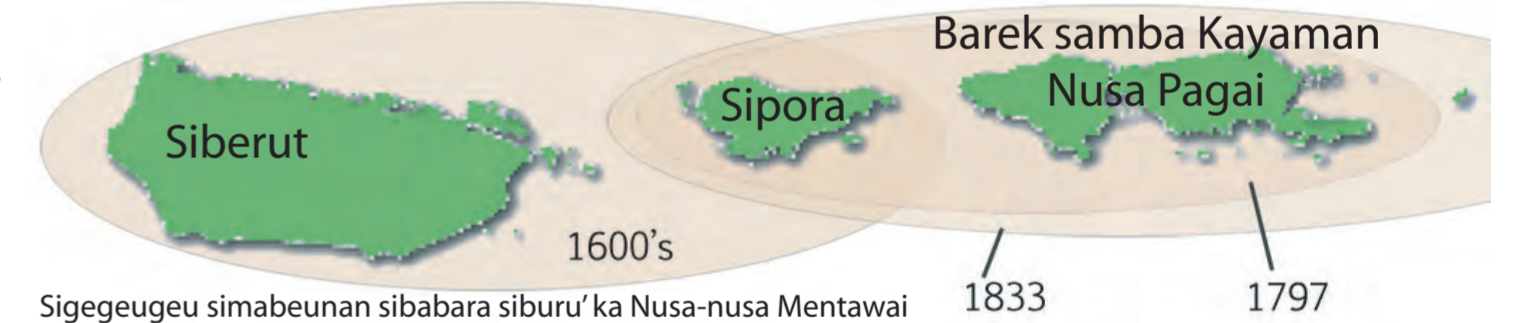 Barek samba Kayaman
Nusa Pagai
Sipora
Siberut
1600's
1833
1797
Sigegeugeu simabeunan sibabara siburu' ka Nusa-nusa Mentawai